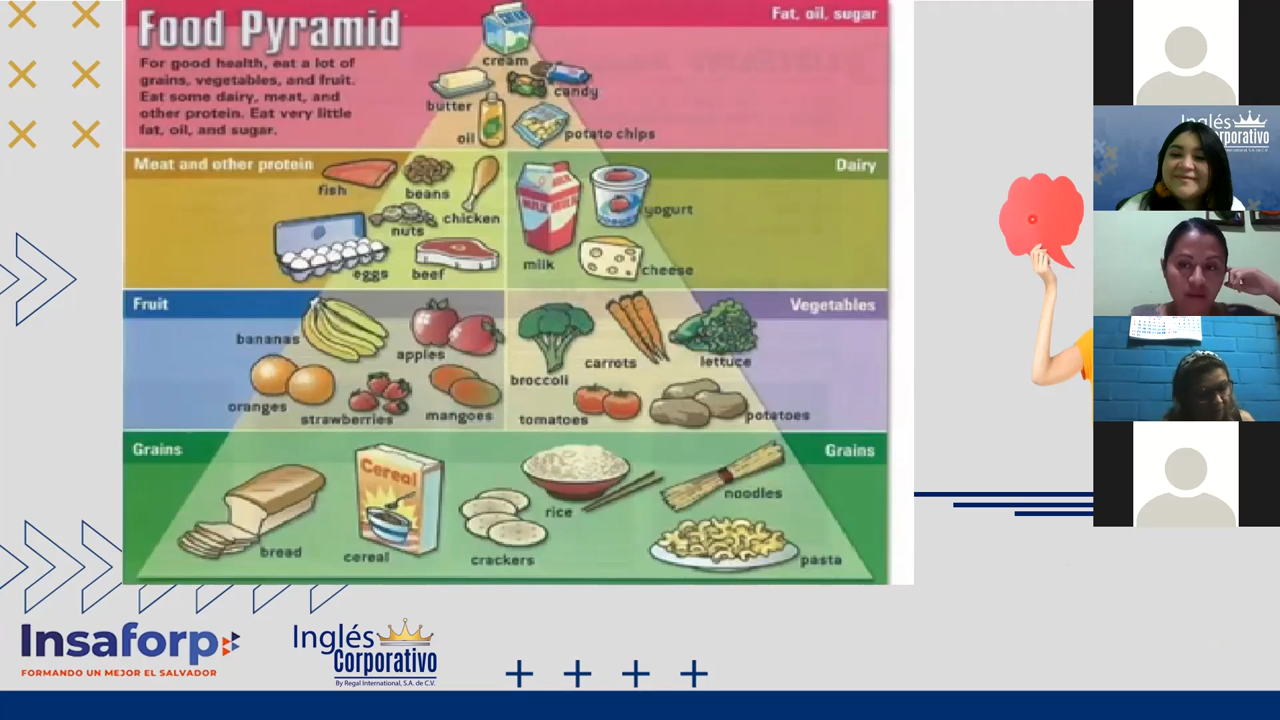 Food Pyramid
Fat, oil, sugar
For good health, eat a lot of
grains, vegetables, and fruit.
Eat some dairy, meat, and
other protein. Eat very little
fat, oil, and sugar.
cream
butter
candy
oil
potato chips
Meat and other protein
Dairy
fish
beans
chicken
nuts
eggs
beef
MILK
milk
yogurt
cheese
Fruit
Vegetables
bananas
apples
oranges
strawberries
mangoes
broccoli
carrots
lettuce
tomatoes
potatoes
Grains
Grains
bread
Cereal
cereal
crackers
rice
noodles
pasta
Inglés
Corporativo
Insaforp
FORMANDO UN MEJOR EL SALVADOR
Inglés
Corporativo
By Regal International, S.A. de C.V.